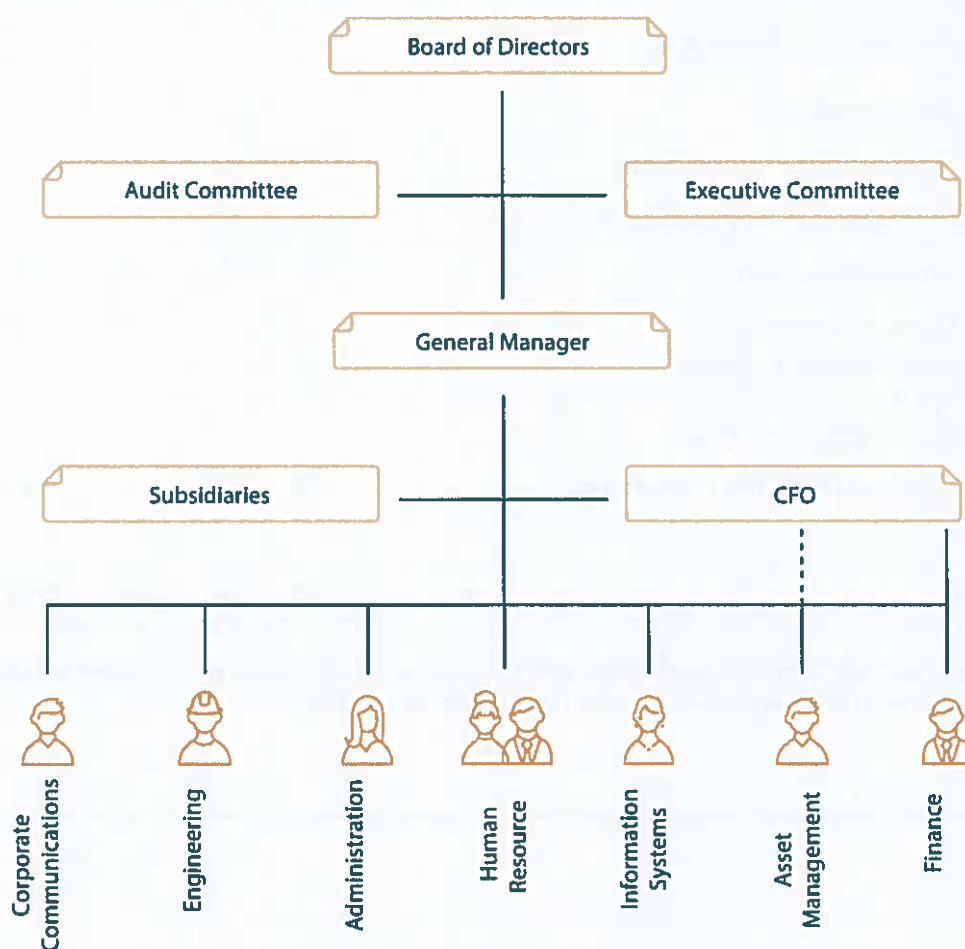 Board of Directors
Audit Committee
Executive Committee
General Manager
Subsidiaries
CFO
Corporate
Communications
Engineering
Administration
Human
Resource
Information
Systems
Asset
Management
Finance